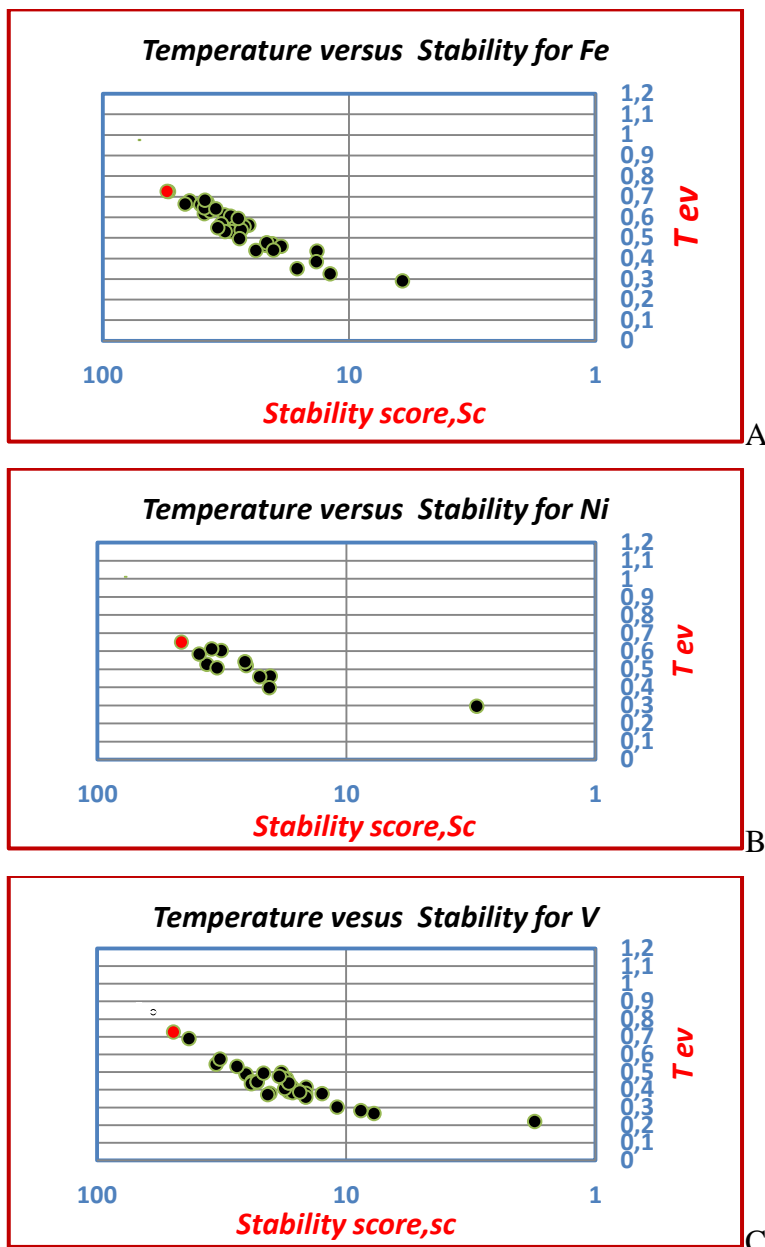 Temperature versus Stability for Fe
1,2
1,1
1
0,9
0,8
0,7
0,6
0,5
0,4
0,3
0,2
0,1
0
T ev
100 10 1
Stability score,Sc
A
Temperature versus Stability for Ni
1,2
1,1
1
0,9
0,8
0,7
0,6
0,5
0,4
0,3
0,2
0,1
0
T ev
100 10 1
Stability score,Sc
B
Temperature vesus Stability for V
1,2
1,1
1
0,9
0,8
0,7
0,6
0,5
0,4
0,3
0,2
0,1
0
T ev
100 10 1
Stability score,sc
C